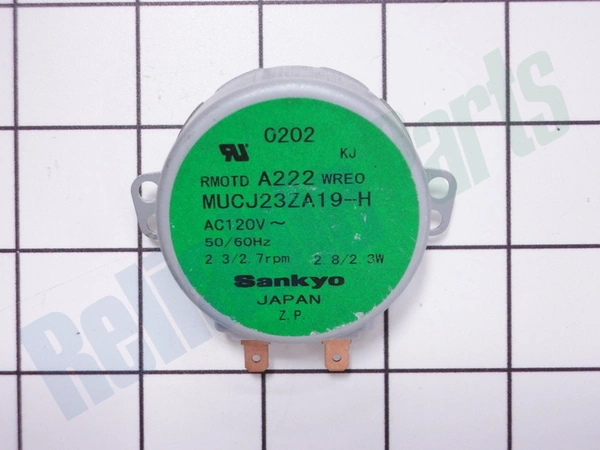 0202
KJ
RMOTD A222 WREO
MUCJ23ZA19-H
AC120V~
50/60Hz
2.3/2.7rpm 2.8/2.3W
Sankyo
JAPAN
Z.P.